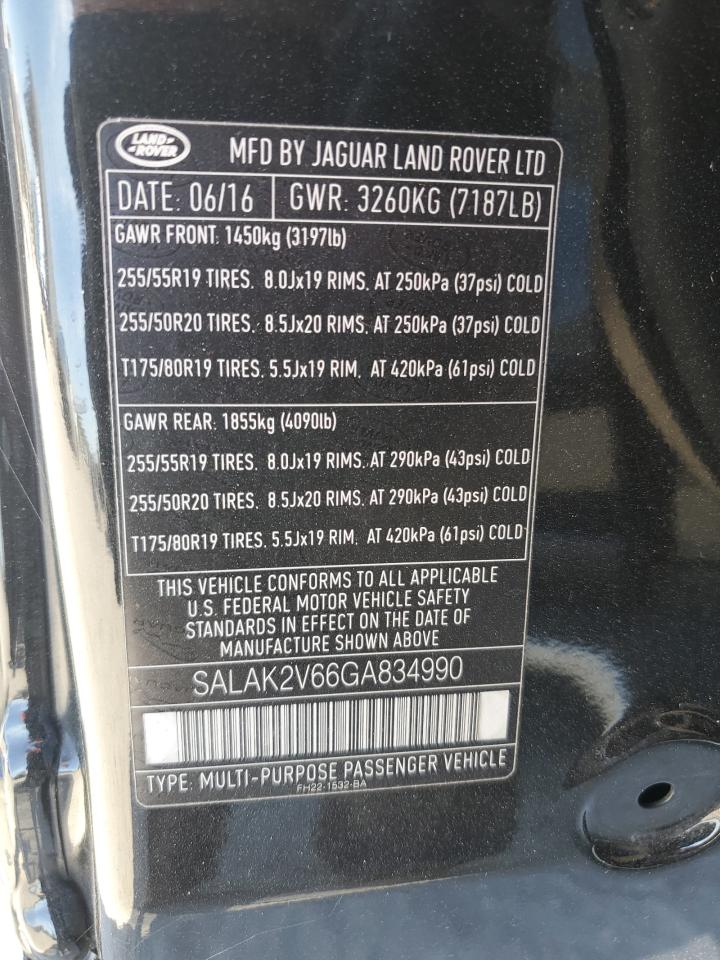 LAND ROVER
MFD BY JAGUAR LAND ROVER LTD
DATE: 06/16 GWR: 3260KG (7187LB)
GAWR FRONT: 1450kg (3197lb)
255/55R19 TIRES, 8.0Jx19 RIMS, AT 250kPa (37psi) COLD
255/50R20 TIRES, 8.5Jx20 RIMS, AT 250kPa (37psi) COLD
T175/80R19 TIRES, 5.5Jx19 RIM, AT 420kPa (61psi) COLD
GAWR REAR: 1855kg (4090lb)
255/55R19 TIRES, 8.0Jx19 RIMS, AT 290kPa (43psi) COLD
255/50R20 TIRES, 8.5Jx20 RIMS, AT 290kPa (43psi) COLD
T175/80R19 TIRES, 5.5Jx19 RIM, AT 420kPa (61psi) COLD
THIS VEHICLE CONFORMS TO ALL APPLICABLE
U.S. FEDERAL MOTOR VEHICLE SAFETY
STANDARDS IN EFFECT ON THE DATE OF
MANUFACTURE SHOWN ABOVE
SALAK2V66GA834990
TYPE: MULTI-PURPOSE PASSENGER VEHICLE
FH22-1532-BA